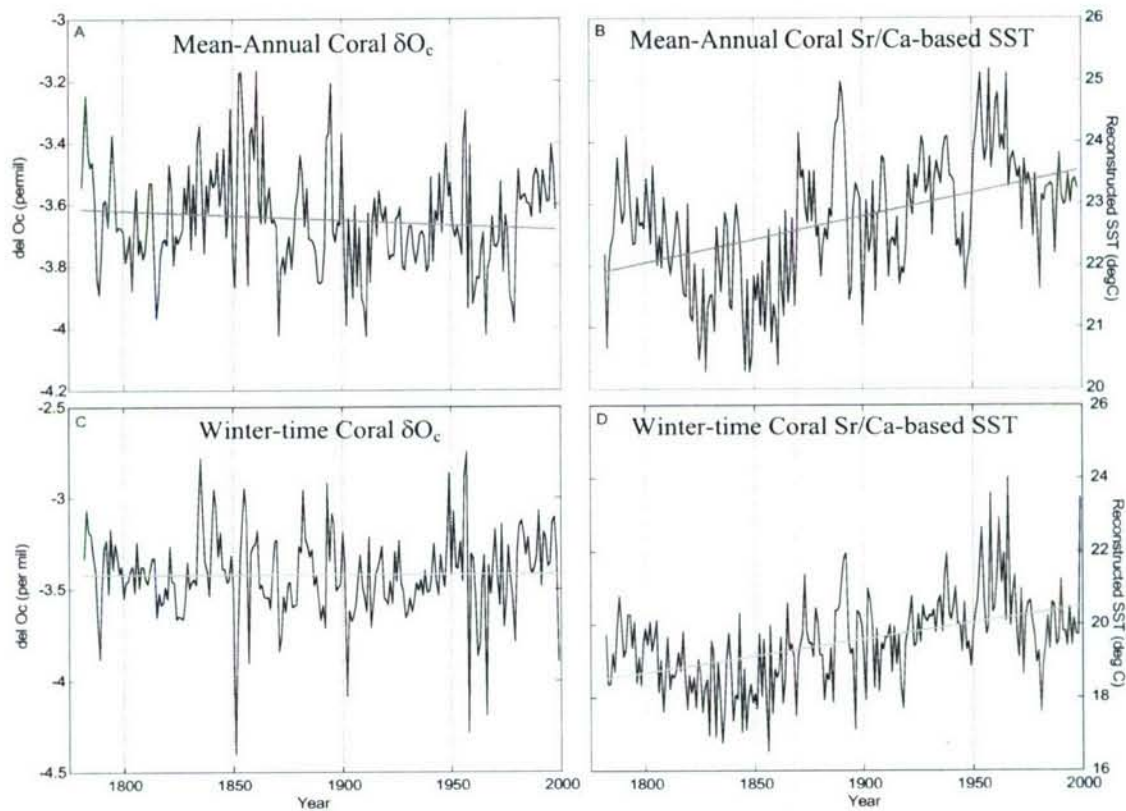 A
Mean-Annual Coral δO_c
-3
-3.2
-3.4
-3.6
-3.8
-4
-4.2
del Oc (permil)
B
Mean-Annual Coral Sr/Ca-based SST
26
25
24
23
22
21
20
Reconstructed SST (degC)
C
Winter-time Coral δO_c
-2.5
-3
-3.5
-4
-4.5
del Oc (per mil)
1800
1850
1900
1950
2000
Year
D
Winter-time Coral Sr/Ca-based SST
26
24
22
20
18
16
Reconstructed SST (deg C)
1800
1850
1900
1950
2000
Year